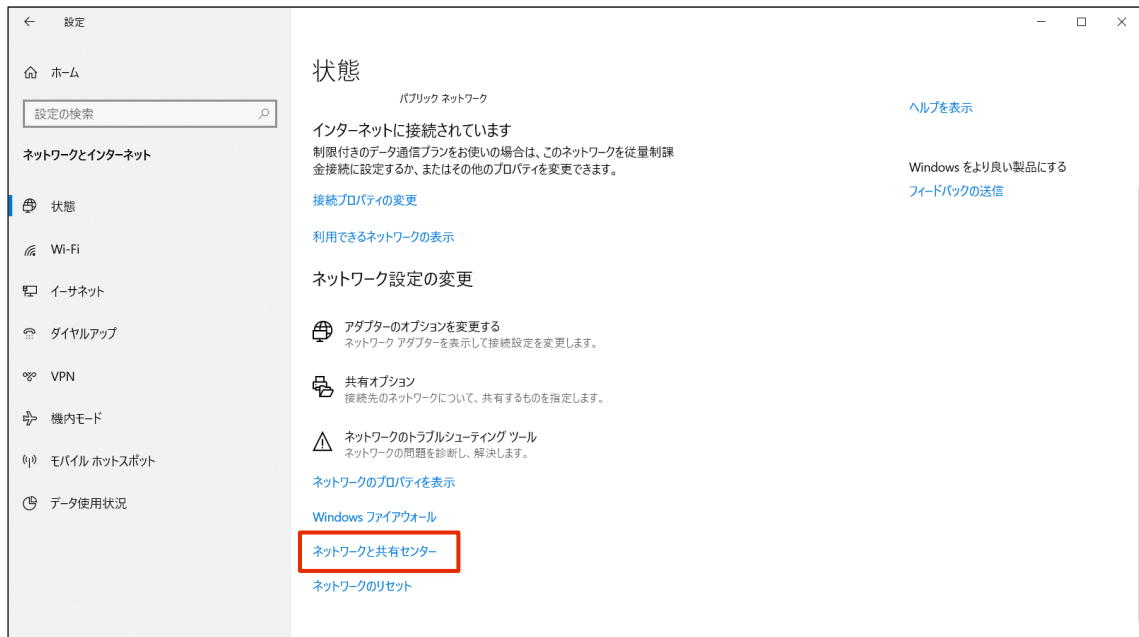 設定
ホーム
設定の検索
ネットワークとインターネット
状態
Wi-Fi
イーサネット
ダイヤルアップ
VPN
機内モード
モバイル ホットスポット
データ使用状況
状態
パブリック ネットワーク
インターネットに接続されています
制限付きのデータ通信プランをお使いの場合は、このネットワークを従量制課
金接続に設定するか、またはその他のプロパティを変更できます。
接続プロパティの変更
利用できるネットワークの表示
ネットワーク設定の変更
アダプターのオプションを変更する
ネットワーク アダプターを表示して接続設定を変更します。
共有オプション
接続先のネットワークについて、共有するものを指定します。
ネットワークのトラブルシューティング ツール
ネットワークの問題を診断し、解決します。
ネットワークのプロパティを表示
Windows ファイアウォール
ネットワークと共有センター
ネットワークのリセット
ヘルプを表示
Windows をより良い製品にする
フィードバックの送信